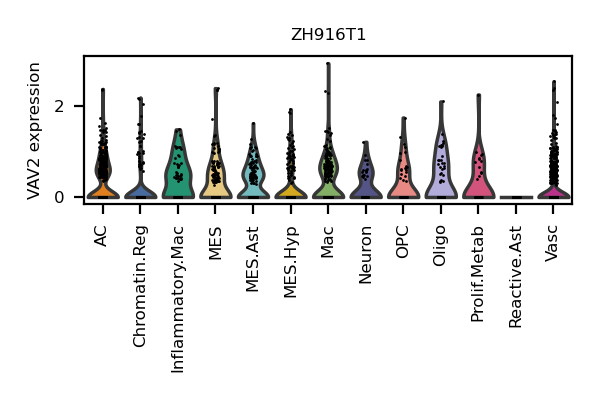 ZH916T1
VAV2 expression
2
0
AC
Chromatin.Reg
Inflammatory.Mac
MES
MES.Ast
MES.Hyp
Mac
Neuron
OPC
Oligo
Prolif.Metab
Reactive.Ast
Vasc